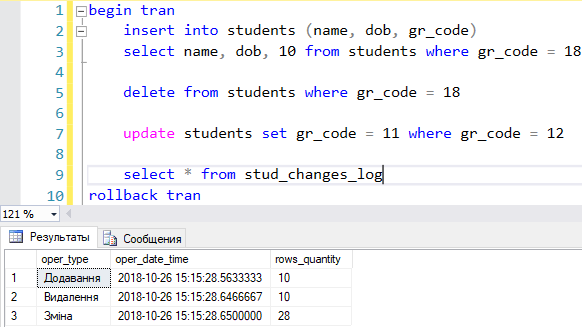 1 begin tran
2 insert into students (name, dob, gr_code)
3 select name, dob, 10 from students where gr_code = 18
4
5 delete from students where gr_code = 18
6
7 update students set gr_code = 11 where gr_code = 12
8
9 select * from stud_changes_log
10 rollback tran
121 %
Результаты Сообщения
oper_type oper_date_time rows_quantity
1 Додавання 2018-10-26 15:15:28.5633333 10
2 Видалення 2018-10-26 15:15:28.6466667 10
3 Зміна 2018-10-26 15:15:28.6500000 28